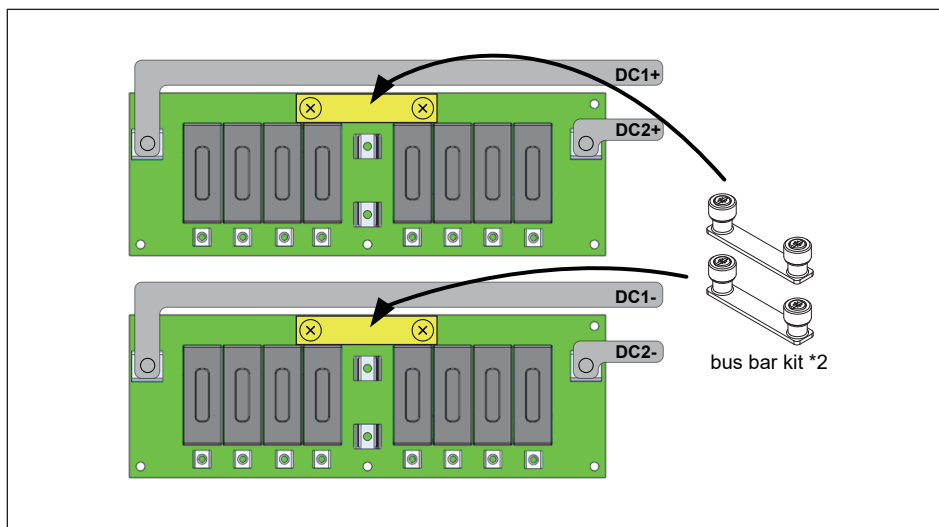 DC1+
DC2+
DC1-
DC2-
bus bar kit *2